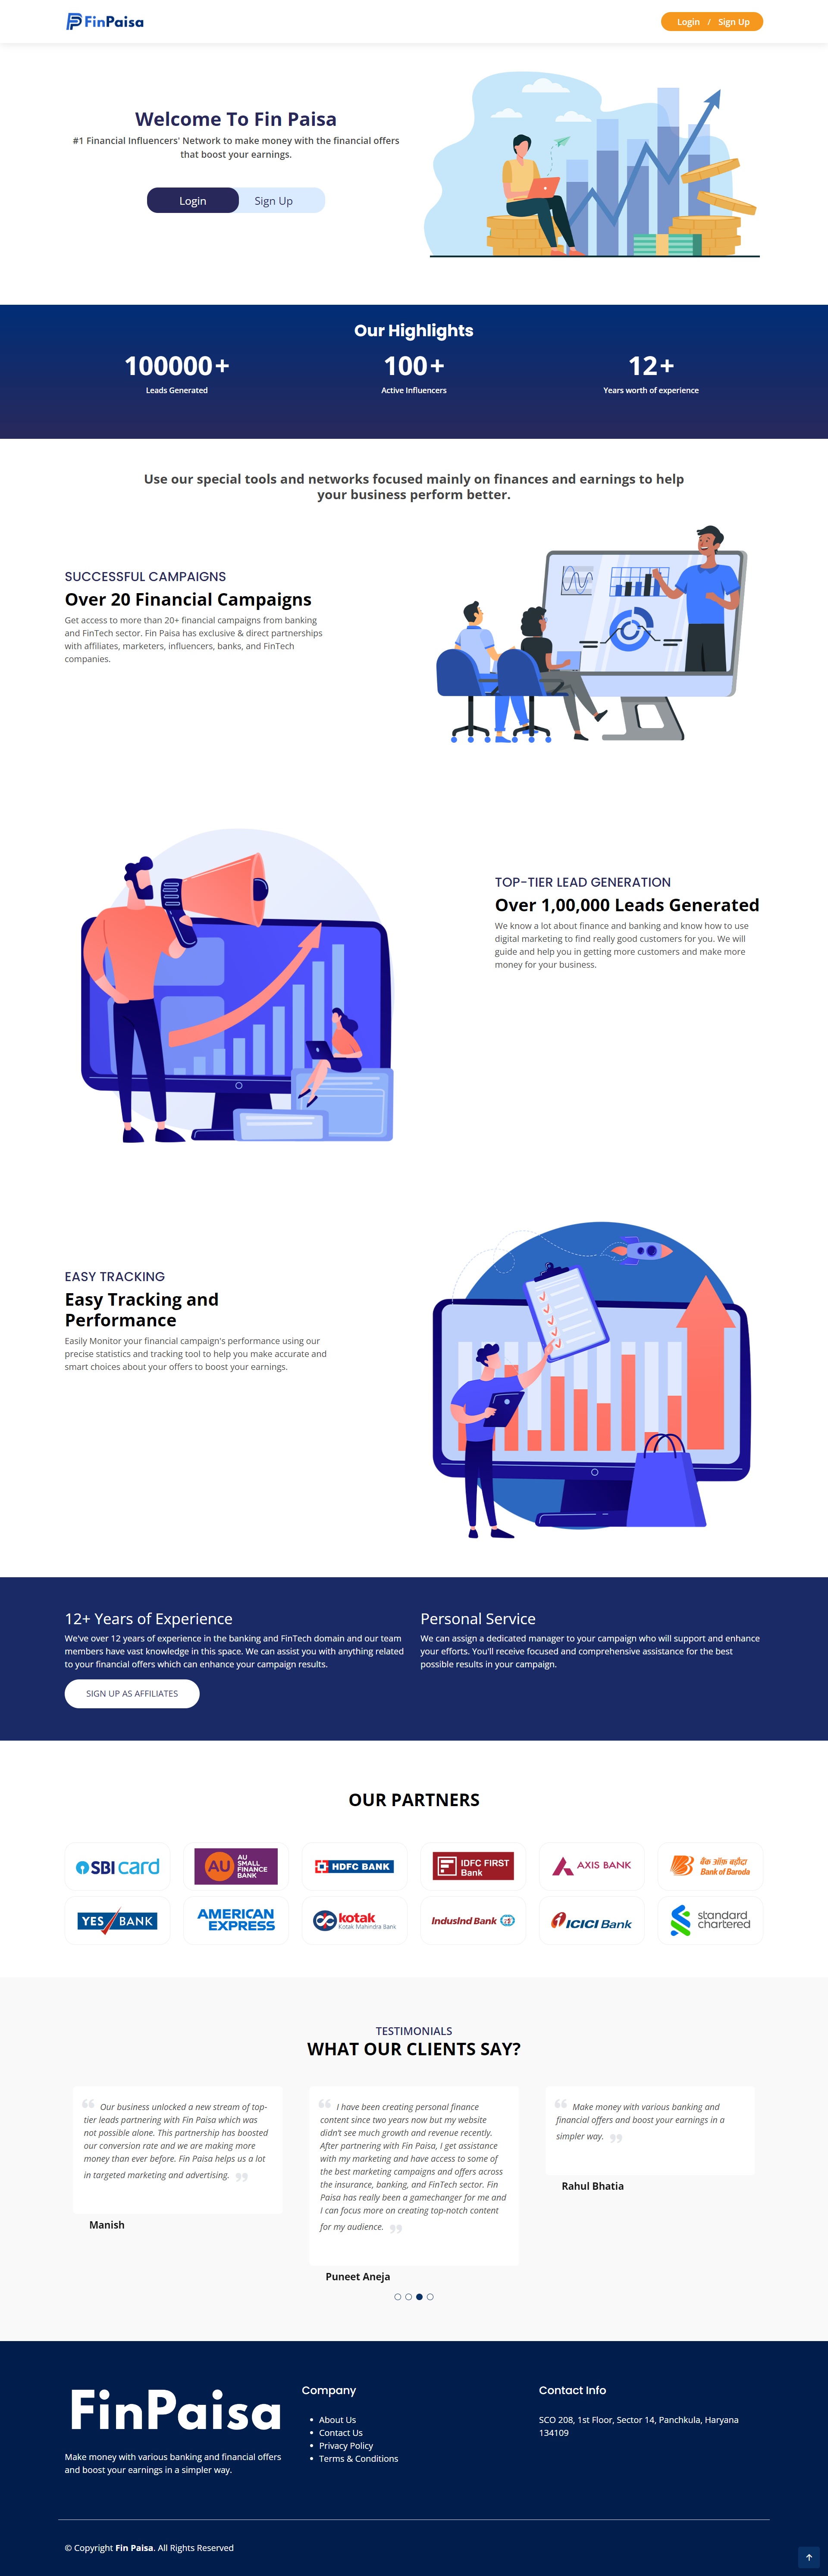 FinPaisa
Login / Sign Up
Welcome To Fin Paisa
#1 Financial Influencers' Network to make money with the financial offers
that boost your earnings.
Login
Sign Up
Our Highlights
100000+
Leads Generated
100+
Active Influencers
12+
Years worth of experience
Use our special tools and networks focused mainly on finances and earnings to help
your business perform better.
SUCCESSFUL CAMPAIGNS
Over 20 Financial Campaigns
Get access to more than 20+ financial campaigns from banking
and FinTech sector. Fin Paisa has exclusive & direct partnerships
with affiliates, marketers, influencers, banks, and FinTech
companies.
TOP-TIER LEAD GENERATION
Over 1,00,000 Leads Generated
We know a lot about finance and banking and know how to use
digital marketing to find really good customers for you. We will
guide and help you in getting more customers and make more
money for your business.
EASY TRACKING
Easy Tracking and
Performance
Easily Monitor your financial campaign's performance using our
precise statistics and tracking tool to help you make accurate and
smart choices about your offers to boost your earnings.
12+ Years of Experience
We've over 12 years of experience in the banking and FinTech domain and our team
members have vast knowledge in this space. We can assist you with anything related
to your financial offers which can enhance your campaign results.
SIGN UP AS AFFILIATES
Personal Service
We can assign a dedicated manager to your campaign who will support and enhance
your efforts. You'll receive focused and comprehensive assistance for the best
possible results in your campaign.
OUR PARTNERS
SBI card
AU
AU
SMALL
FINANCE
BANK
HDFC BANK
IDFC FIRST
Bank
AXIS BANK
बैंक ऑफ़ बड़ौदा
Bank of Baroda
YES BANK
AMERICAN
EXPRESS
kotak
Kotak Mahindra Bank
IndusInd Bank
ICICI Bank
standard
chartered
TESTIMONIALS
WHAT OUR CLIENTS SAY?
Our business unlocked a new stream of top-
tier leads partnering with Fin Paisa which was
not possible alone. This partnership has boosted
our conversion rate and we are making more
money than ever before. Fin Paisa helps us a lot
in targeted marketing and advertising.
Manish
I have been creating personal finance
content since two years now but my website
didn't see much growth and revenue recently.
After partnering with Fin Paisa, I get assistance
with my marketing and have access to some of
the best marketing campaigns and offers across
the insurance, banking, and FinTech sector. Fin
Paisa has really been a gamechanger for me and
I can focus more on creating top-notch content
for my audience.
Puneet Aneja
Make money with various banking and
financial offers and boost your earnings in a
simpler way.
Rahul Bhatia
FinPaisa
Make money with various banking and financial offers
and boost your earnings in a simpler way.
Company
About Us
Contact Us
Privacy Policy
Terms & Conditions
Contact Info
SCO 208, 1st Floor, Sector 14, Panchkula, Haryana
134109
© Copyright Fin Paisa. All Rights Reserved